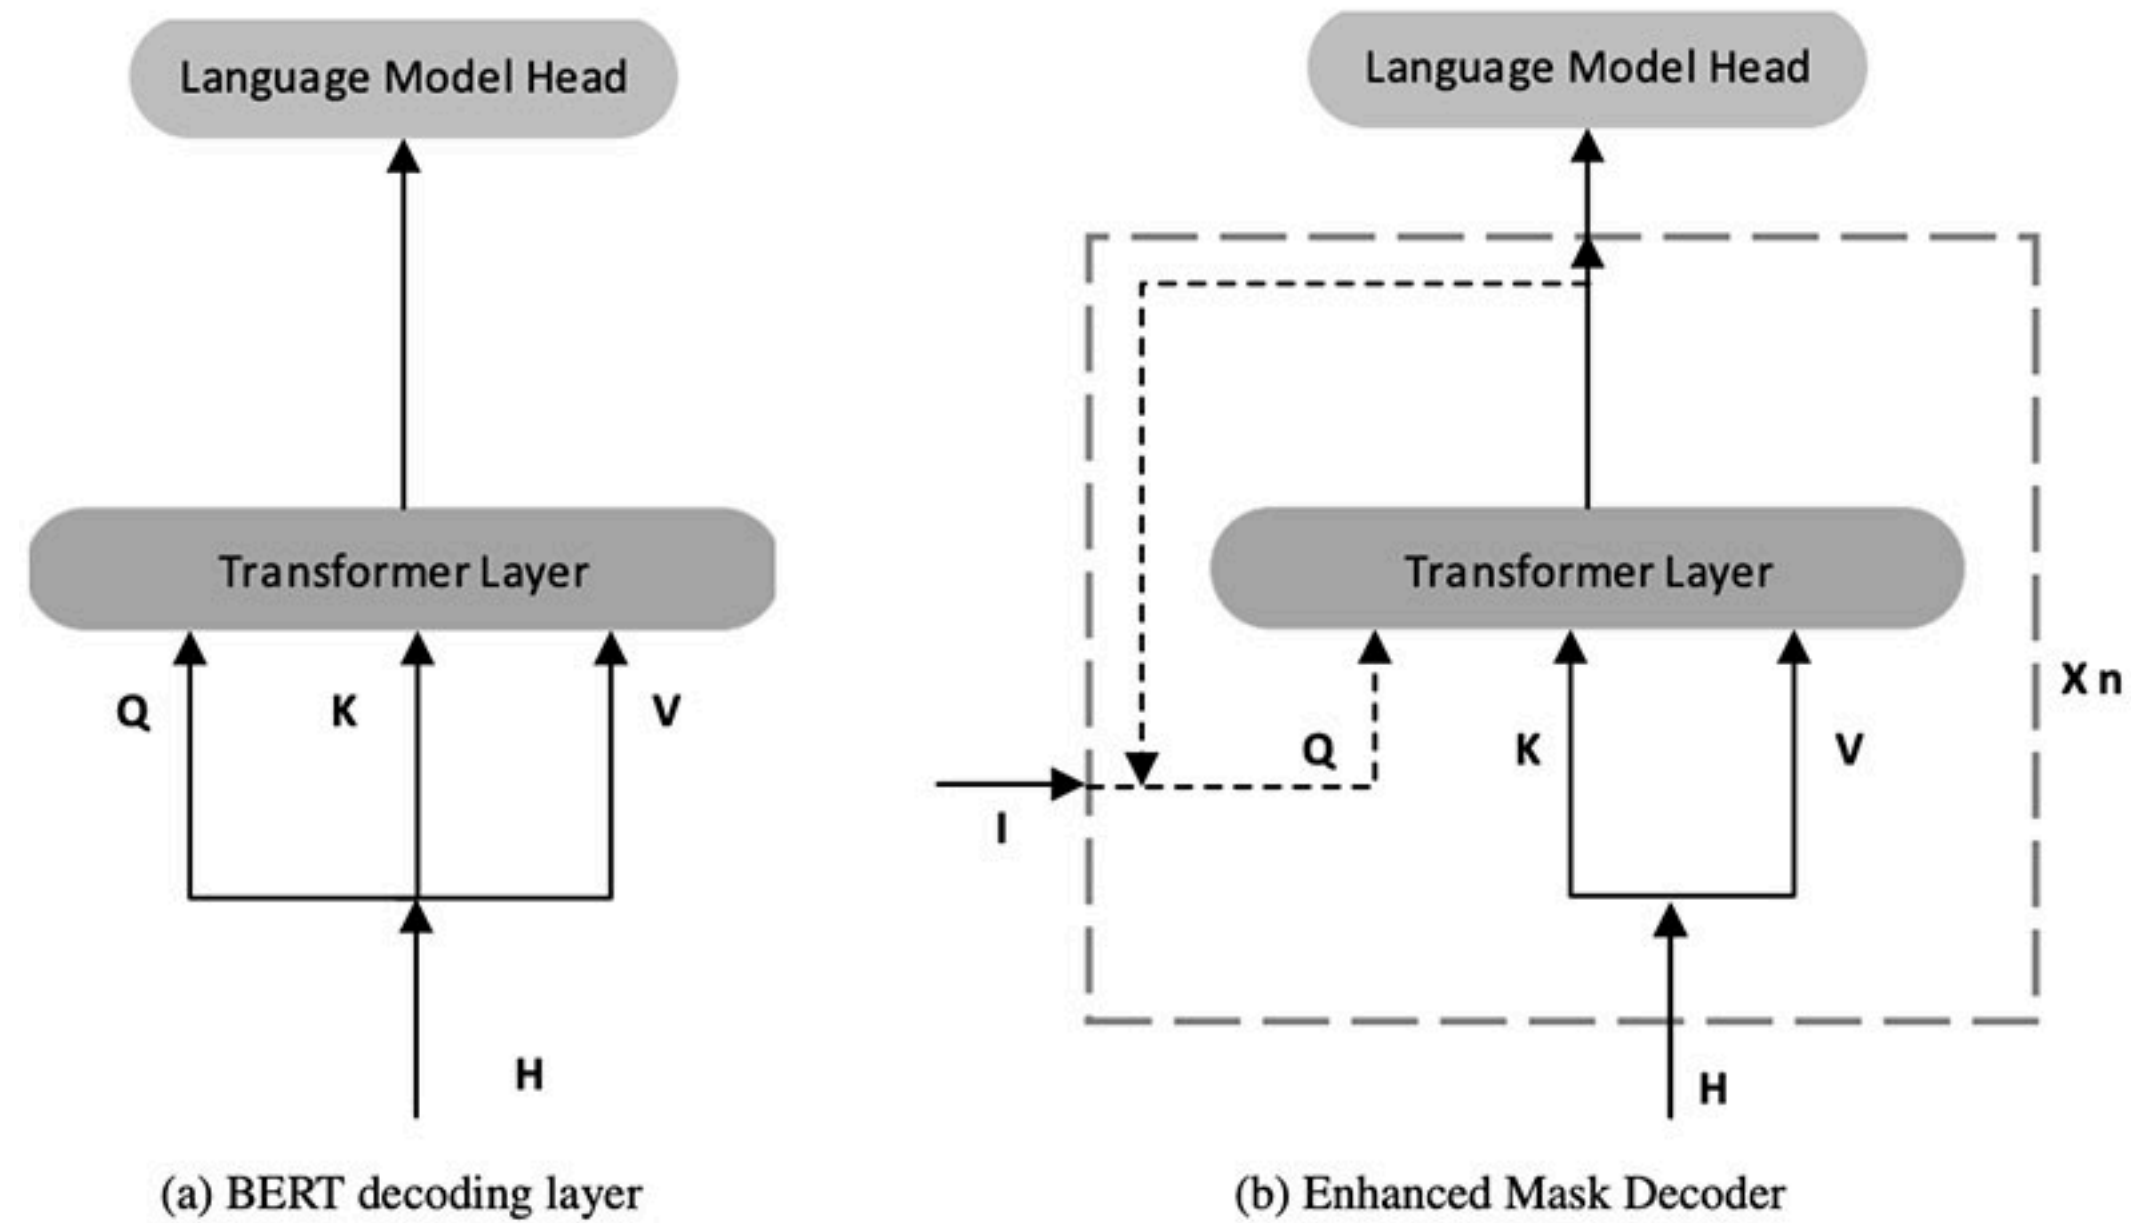 Language Model Head
Transformer Layer
Q
K
V
H
(a) BERT decoding layer
Language Model Head
Transformer Layer
X n
Q
K
V
I
H
(b) Enhanced Mask Decoder